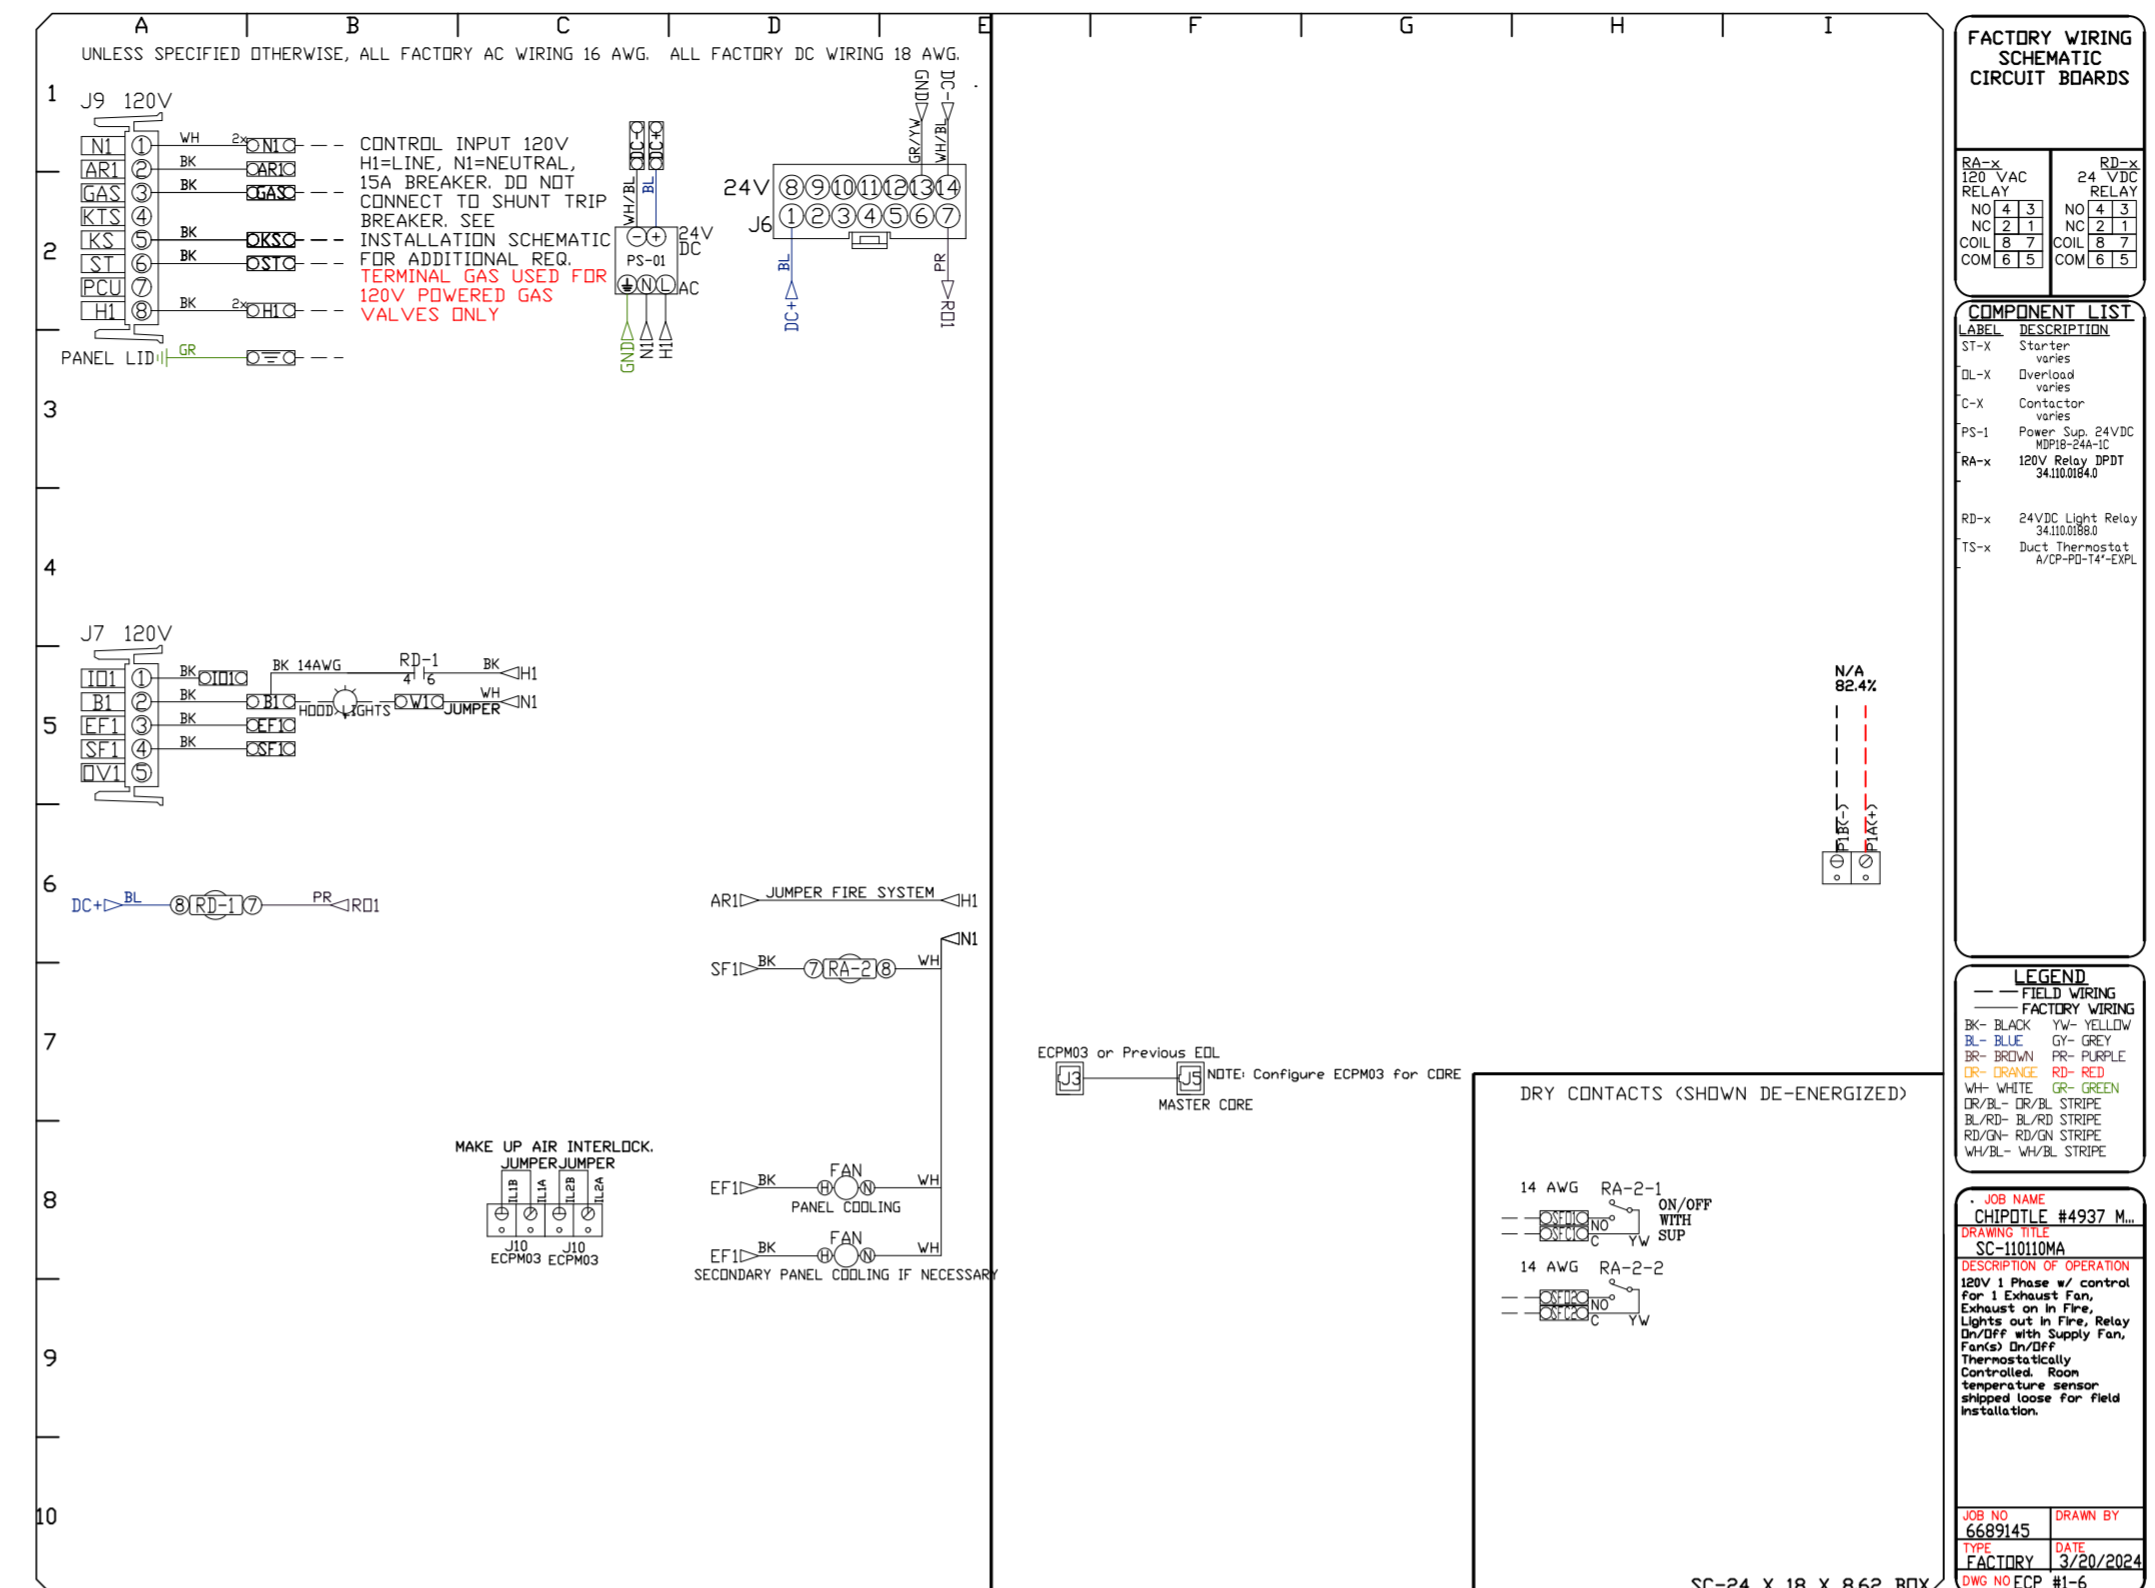 A B C D E F G H I
UNLESS SPECIFIED OTHERWISE, ALL FACTORY AC WIRING 16 AWG. ALL FACTORY DC WIRING 18 AWG.
1
2
3
4
5
6
7
8
9
10
J9 120V
N1 1 WH 2x N1
AR1 2 BK AR1
GAS 3 BK GAS
KTS 4
KS 5 BK KS
ST 6 BK ST
PCU 7
H1 8 BK 2x H1
PANEL LID GR
CONTROL INPUT 120V
H1=LINE, N1=NEUTRAL,
15A BREAKER. DO NOT
CONNECT TO SHUNT TRIP
BREAKER. SEE
INSTALLATION SCHEMATIC
FOR ADDITIONAL REQ.
TERMINAL GAS USED FOR
120V POWERED GAS
VALVES ONLY
DC- DC+
WH/BL BL
- + 24V
DC
PS-01
N L AC
GND N1 H1
GND DC-
GR/YW WH/BL
24V 8 9 10 11 12 13 14
J6 1 2 3 4 5 6 7
BL PR
DC+ RO1
J7 120V
IO1 1 BK IO1
B1 2 BK B1
EF1 3 BK EF1
SF1 4 BK SF1
OV1 5
BK 14AWG RD-1 BK H1
4 6
HOOD LIGHTS W1 JUMPER WH N1
N/A
82.4%
P1B(-) P1A(+)
DC+ BL 8 RD-1 7 PR RO1
AR1 JUMPER FIRE SYSTEM H1
N1
SF1 BK 7 RA-2 8 WH
ECPM03 or Previous EOL
J3 J5 NOTE: Configure ECPM03 for CORE
MASTER CORE
MAKE UP AIR INTERLOCK.
JUMPER JUMPER
IL1B IL1A IL2B IL2A
J10 J10
ECPM03 ECPM03
EF1 BK FAN H N WH
PANEL COOLING
EF1 BK FAN H N WH
SECONDARY PANEL COOLING IF NECESSARY
DRY CONTACTS (SHOWN DE-ENERGIZED)
14 AWG RA-2-1
ON/OFF
WITH
SUP
SFO1 NO
SFC1 C YW
14 AWG RA-2-2
SFO2 NO
SFC2 C YW
SC-24 X 18 X 8.62 BOX
FACTORY WIRING
SCHEMATIC
CIRCUIT BOARDS
RA-x
120 VAC
RELAY
NO 4 3
NC 2 1
COIL 8 7
COM 6 5
RD-x
24 VDC
RELAY
NO 4 3
NC 2 1
COIL 8 7
COM 6 5
COMPONENT LIST
LABEL DESCRIPTION
ST-X Starter
varies
OL-X Overload
varies
C-X Contactor
varies
PS-1 Power Sup. 24VDC
MDP18-24A-1C
RA-x 120V Relay DPDT
34.110.0184.0
RD-x 24VDC Light Relay
34.110.0188.0
TS-x Duct Thermostat
A/CP-PO-T4"-EXPL
LEGEND
FIELD WIRING
FACTORY WIRING
BK- BLACK YW- YELLOW
BL- BLUE GY- GREY
BR- BROWN PR- PURPLE
OR- ORANGE RD- RED
WH- WHITE GR- GREEN
OR/BL- OR/BL STRIPE
BL/RD- BL/RD STRIPE
RD/GN- RD/GN STRIPE
WH/BL- WH/BL STRIPE
JOB NAME
CHIPOTLE #4937 M...
DRAWING TITLE
SC-110110MA
DESCRIPTION OF OPERATION
120V 1 Phase w/ control
for 1 Exhaust Fan,
Exhaust on in Fire,
Lights out in Fire, Relay
On/Off with Supply Fan,
Fan(s) On/Off
Thermostatically
Controlled. Room
temperature sensor
shipped loose for field
installation.
JOB NO
6689145
DRAWN BY
TYPE
FACTORY
DATE
3/20/2024
DWG NO ECP #1-6